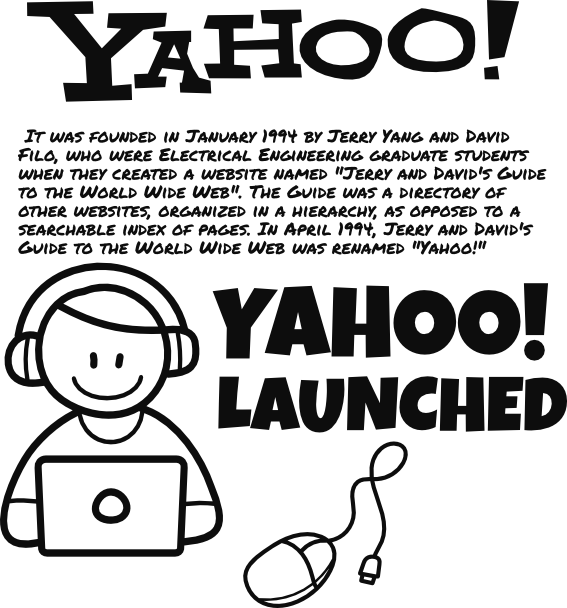 YAHOO!
It was founded in January 1994 by Jerry Yang and David
Filo, who were Electrical Engineering graduate students
when they created a website named "Jerry and David's Guide
to the World Wide Web". The Guide was a directory of
other websites, organized in a hierarchy, as opposed to a
searchable index of pages. In April 1994, Jerry and David's
Guide to the World Wide Web was renamed "Yahoo!"
YAHOO!
LAUNCHED